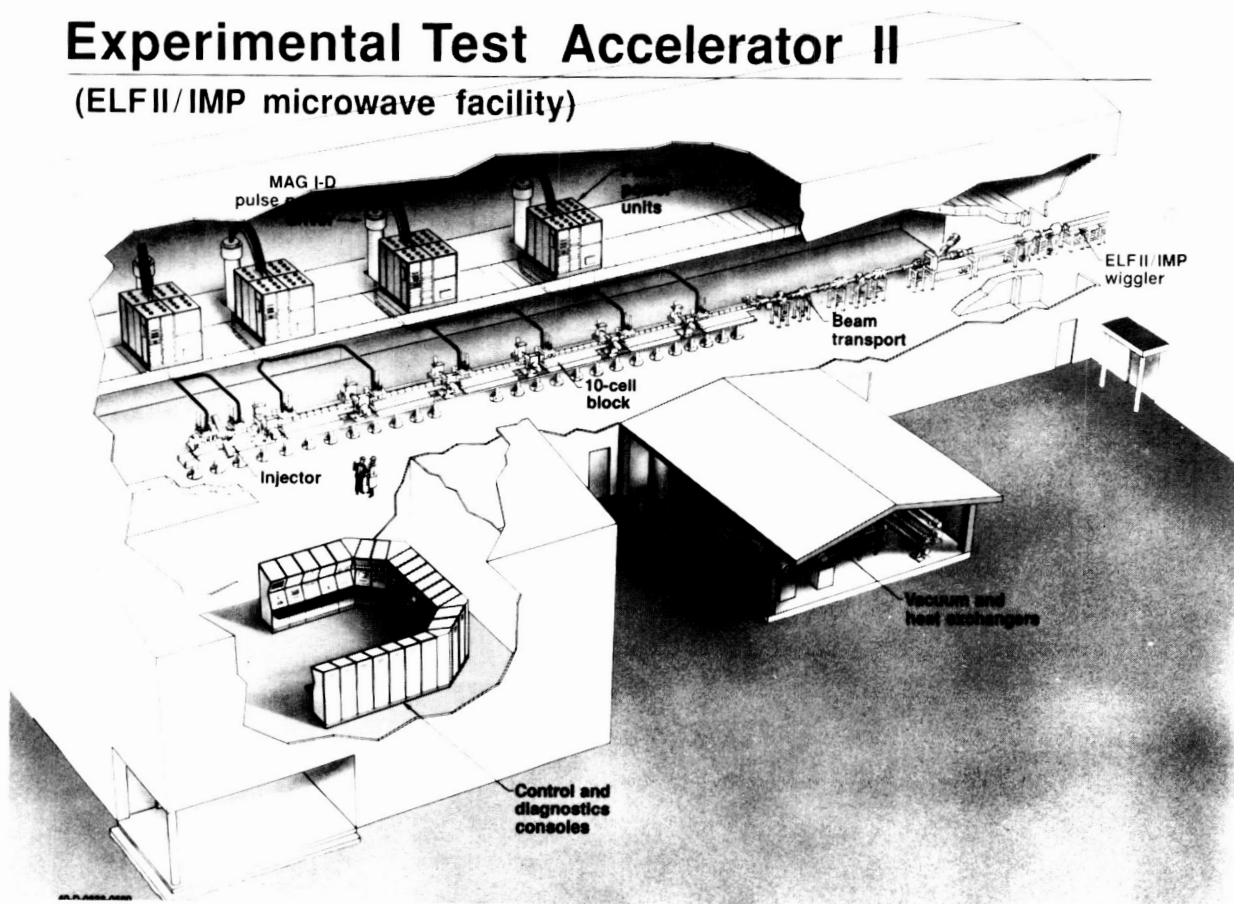 Experimental Test Accelerator II
(ELF II/IMP microwave facility)
MAG I-D
pulse
power
units
ELF II/IMP
wiggler
Beam
transport
10-cell
block
Injector
Vacuum and
heat exchangers
Control and
diagnostics
consoles